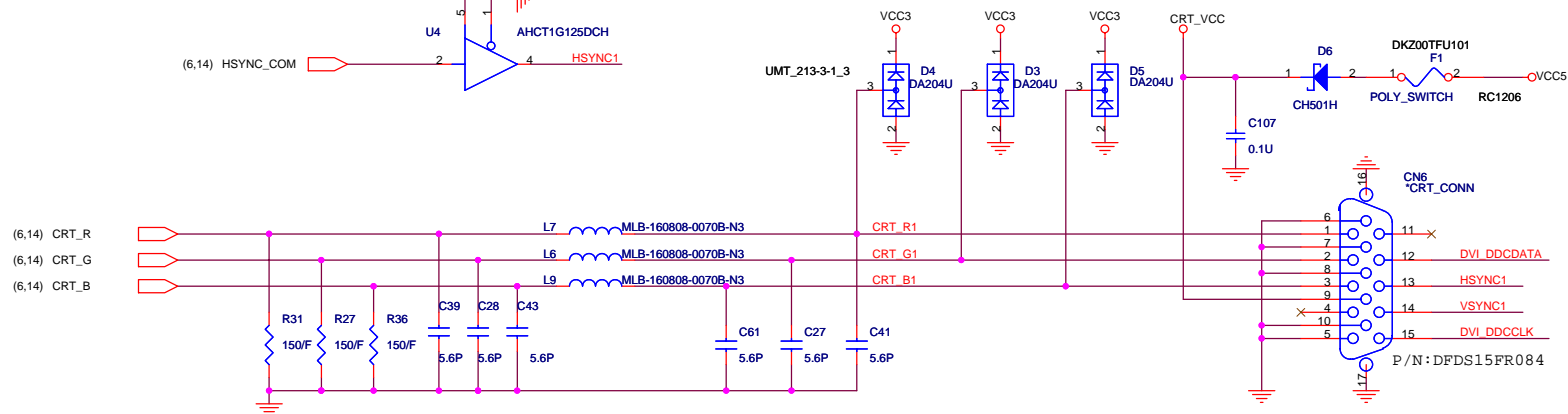 5 1
U4 AHCT1G125DCH
(6,14) HSYNC_COM 2 4 HSYNC1
VCC3 VCC3 VCC3 CRT_VCC
UMT_213-3-1_3
1 3 2 D4 DA204U
1 3 2 D3 DA204U
1 3 2 D5 DA204U
D6 1 2 CH501H
DKZ00TFU101
F1
1 2 VCC5
POLY_SWITCH RC1206
C107
0.1U
CN6
*CRT_CONN
16
(6,14) CRT_R L7 MLB-160808-0070B-N3 CRT_R1
(6,14) CRT_G L6 MLB-160808-0070B-N3 CRT_G1
(6,14) CRT_B L9 MLB-160808-0070B-N3 CRT_B1
6
1 11
7
2 12 DVI_DDCDATA
8
3 13 HSYNC1
9
4 14 VSYNC1
10
5 15 DVI_DDCCLK
17
P/N:DFDS15FR084
R31 R27 R36 C39 C28 C43 C61 C27 C41
150/F 150/F 150/F 5.6P 5.6P 5.6P 5.6P 5.6P 5.6P